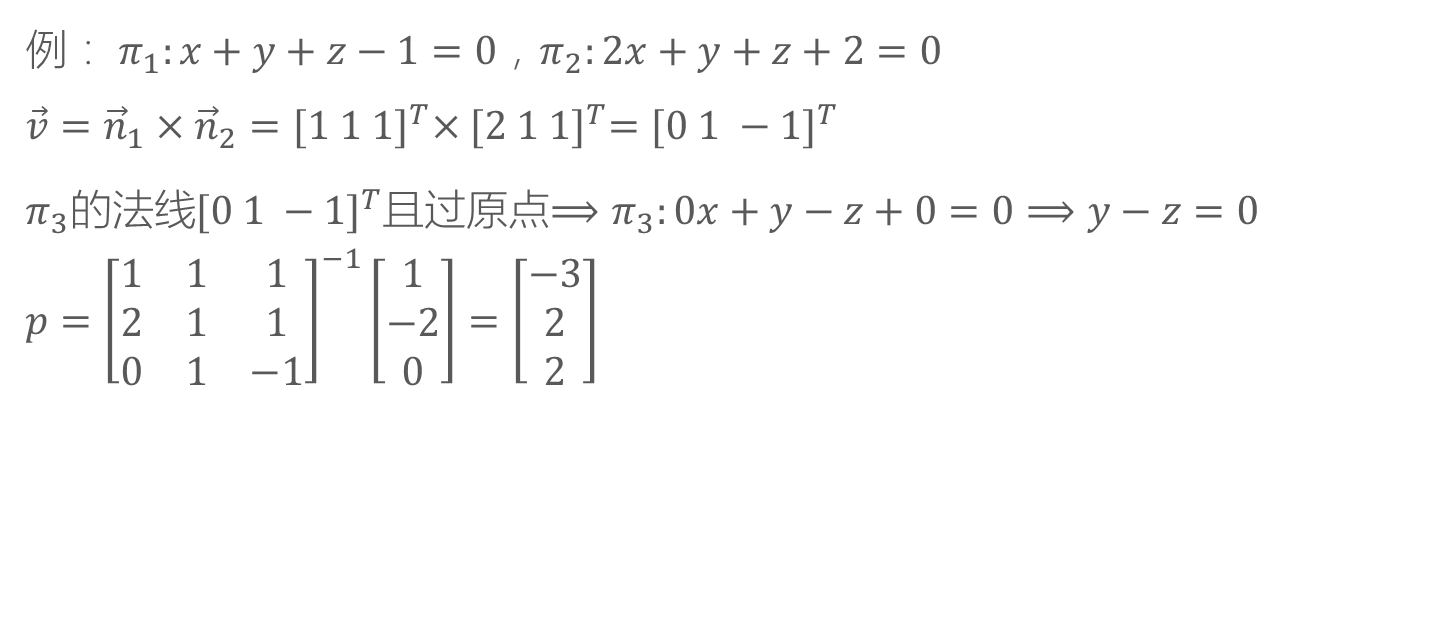 例：π₁: x + y + z − 1 = 0，π₂: 2x + y + z + 2 = 0
v⃗ = n⃗₁ × n⃗₂ = [1 1 1]ᵀ × [2 1 1]ᵀ = [0 1 − 1]ᵀ
π₃的法线[0 1 − 1]ᵀ且过原点⟹ π₃: 0x + y − z + 0 = 0 ⟹ y − z = 0
p = [1 1 1; 2 1 1; 0 1 −1]⁻¹ [1; −2; 0] = [−3; 2; 2]